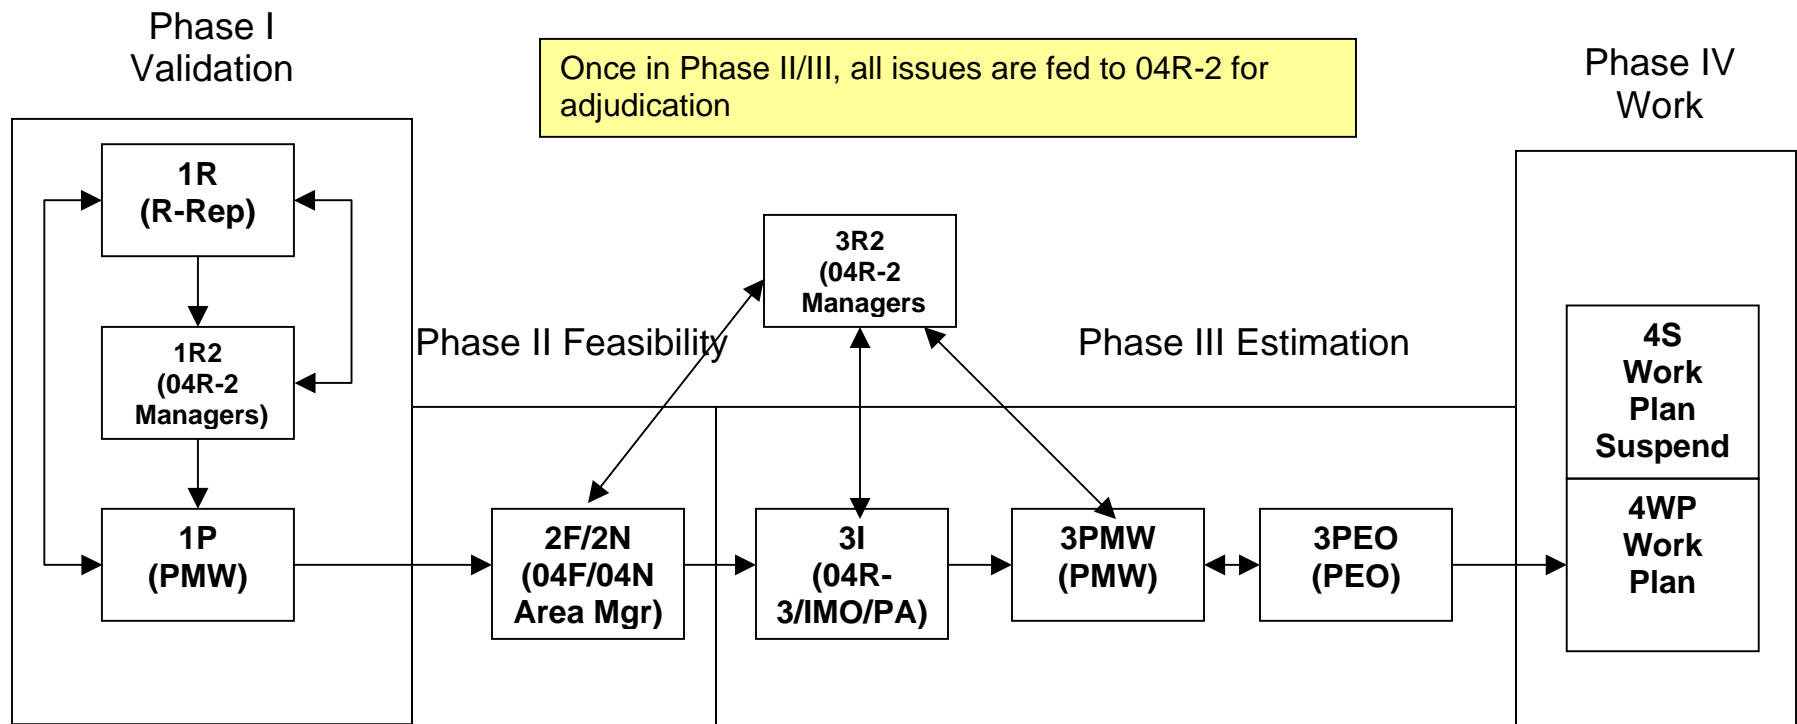 Phase I
Validation
Once in Phase II/III, all issues are fed to 04R-2 for
adjudication
Phase IV
Work
1R
(R-Rep)
1R2
(04R-2
Managers)
1P
(PMW)
Phase II Feasibility
3R2
(04R-2
Managers
Phase III Estimation
2F/2N
(04F/04N
Area Mgr)
3I
(04R-
3/IMO/PA)
3PMW
(PMW)
3PEO
(PEO)
4S
Work
Plan
Suspend
4WP
Work
Plan